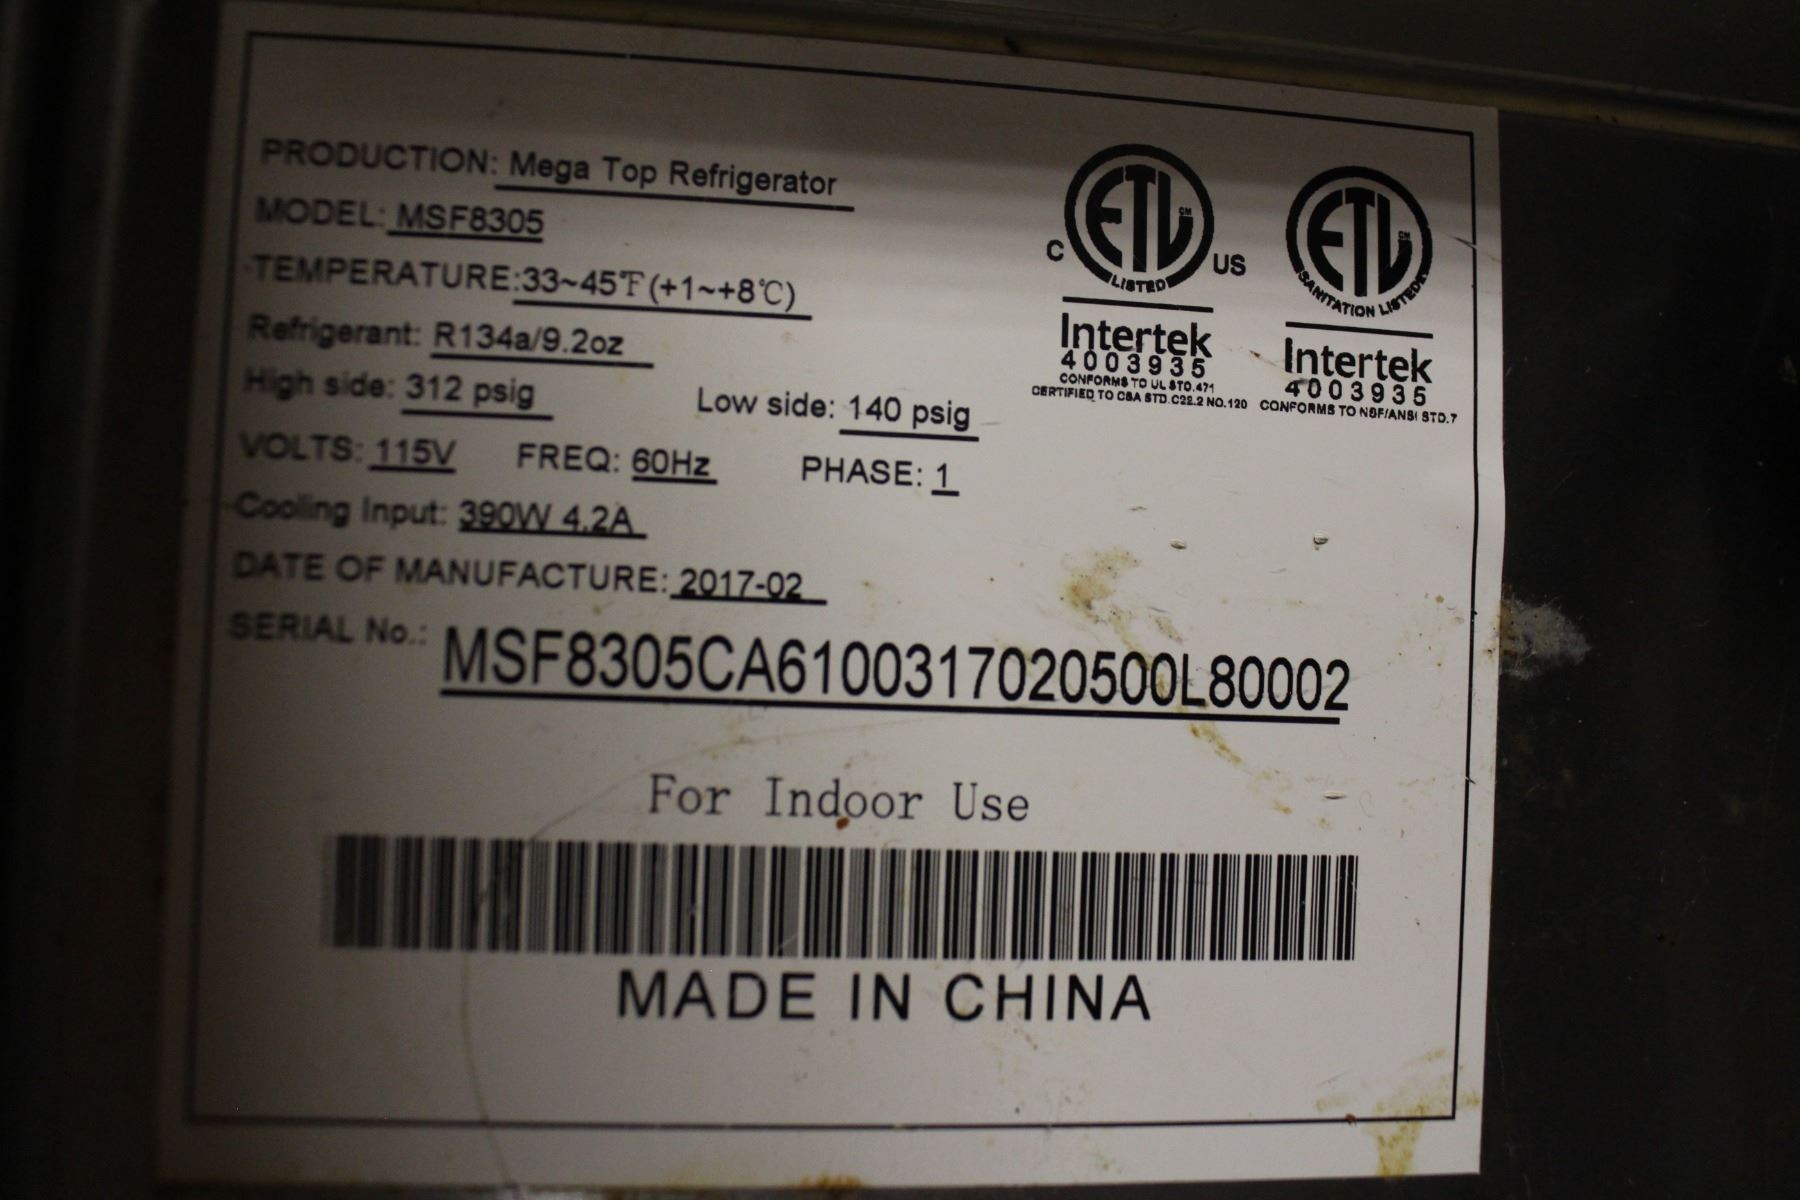 PRODUCTION: Mega Top Refrigerator
MODEL: MSF8305
TEMPERATURE:33~45℉(+1~+8℃)
Refrigerant: R134a/9.2oz
High side: 312 psig Low side: 140 psig
VOLTS: 115V FREQ: 60Hz PHASE: 1
Cooling Input: 390W 4.2A
DATE OF MANUFACTURE: 2017-02
SERIAL No.: MSF8305CA6100317020500L80002
ETL CM
C US
LISTED
Intertek
4003935
CONFORMS TO UL STD.471
CERTIFIED TO CSA STD.C22.2 NO.120
ETL CM
SANITATION LISTED
Intertek
4003935
CONFORMS TO NSF/ANSI STD.7
For Indoor Use
MADE IN CHINA